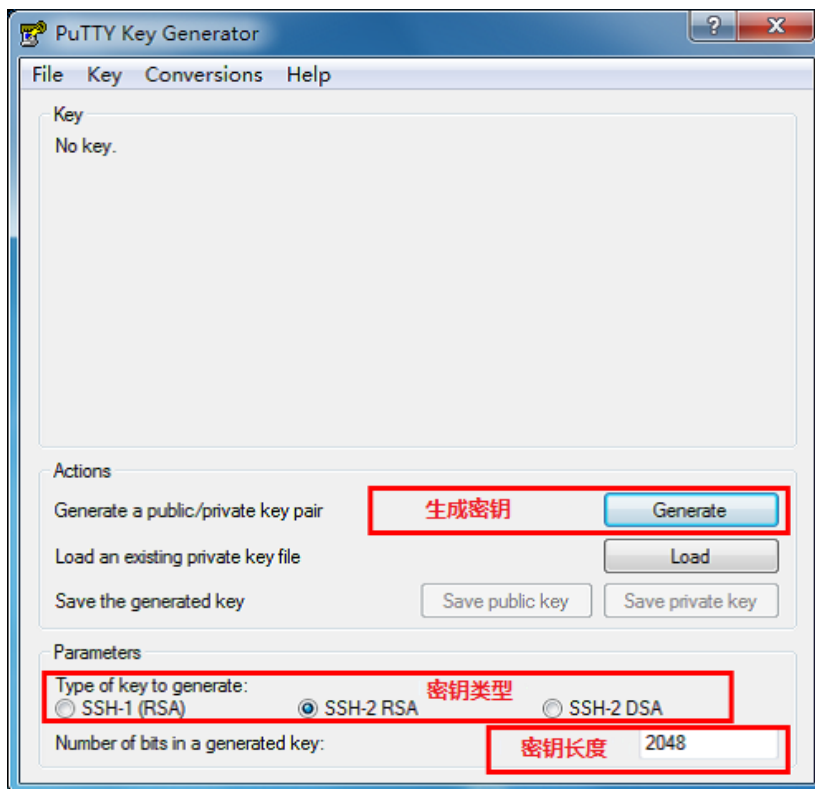 PuTTY Key Generator
?
X
File Key Conversions Help
Key
No key.
Actions
Generate a public/private key pair 生成密钥 Generate
Load an existing private key file Load
Save the generated key Save public key Save private key
Parameters
Type of key to generate: 密钥类型
SSH-1 (RSA) SSH-2 RSA SSH-2 DSA
Number of bits in a generated key: 密钥长度 2048